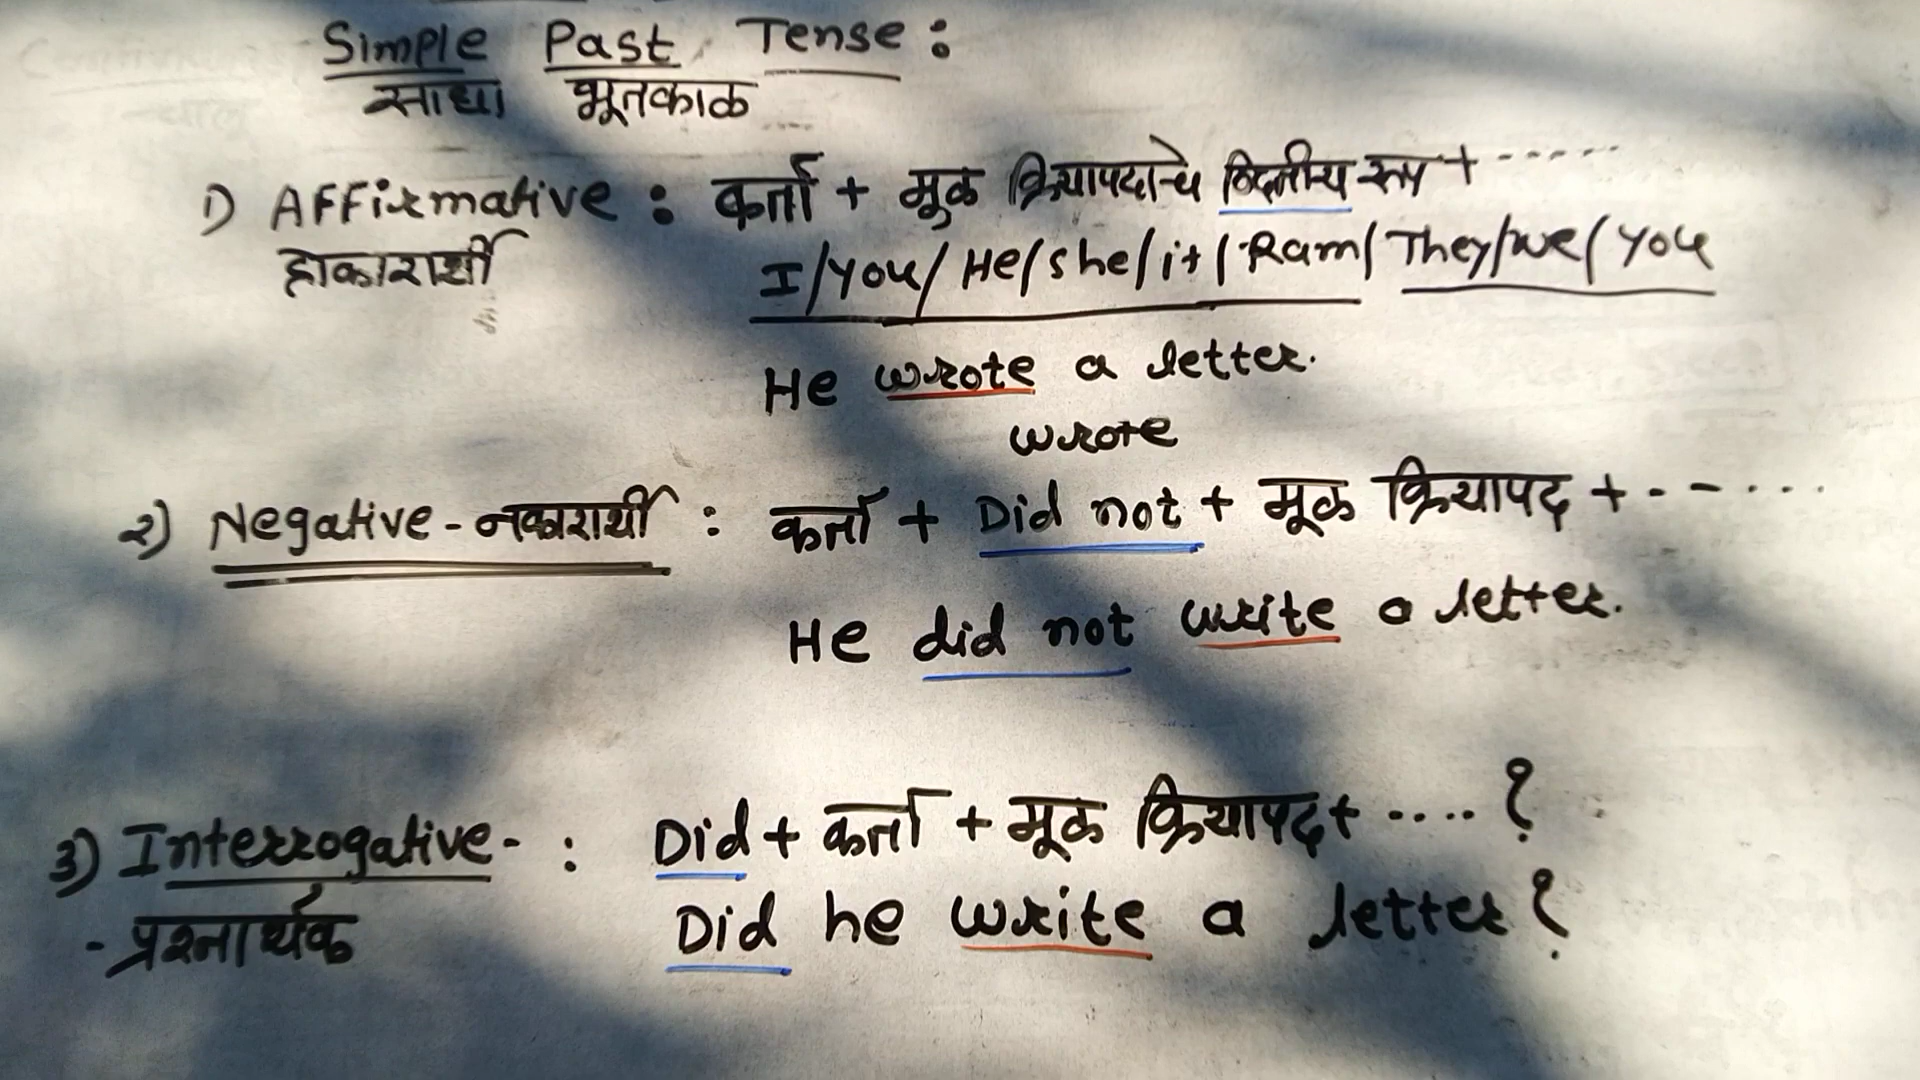 Simple Past Tense :
साधा भूतकाळ
1) Affirmative : कर्ता + मूळ क्रियापदाचे द्वितीय रूप + ......
होकारार्थी
I/You/He/She/it/Ram/They/we/You
He wrote a letter.
wrote
2) Negative - नकारार्थी : कर्ता + Did not + मूळ क्रियापद + .....
He did not write a letter.
3) Interrogative - : Did + कर्ता + मूळ क्रियापद + .... ?
- प्रश्नार्थक
Did he write a letter?